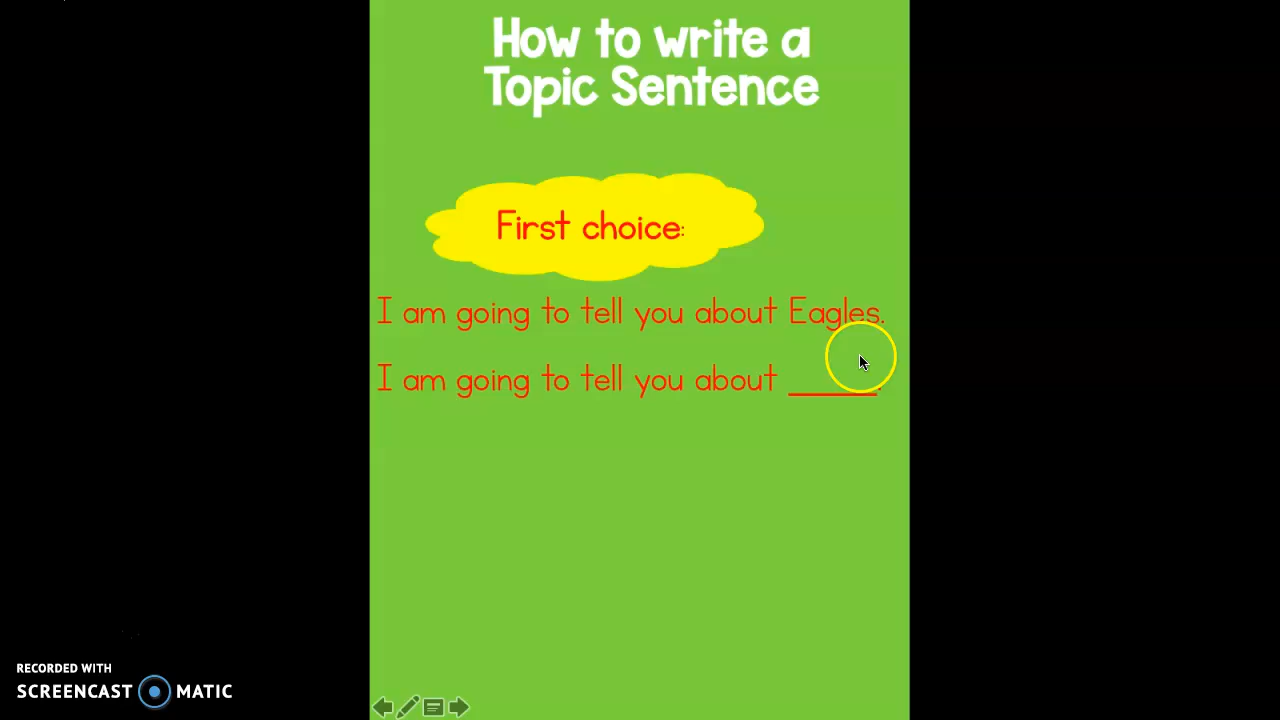 How to write a
Topic Sentence
First choice:
I am going to tell you about Eagles.
I am going to tell you about ______.
RECORDED WITH
SCREENCAST MATIC